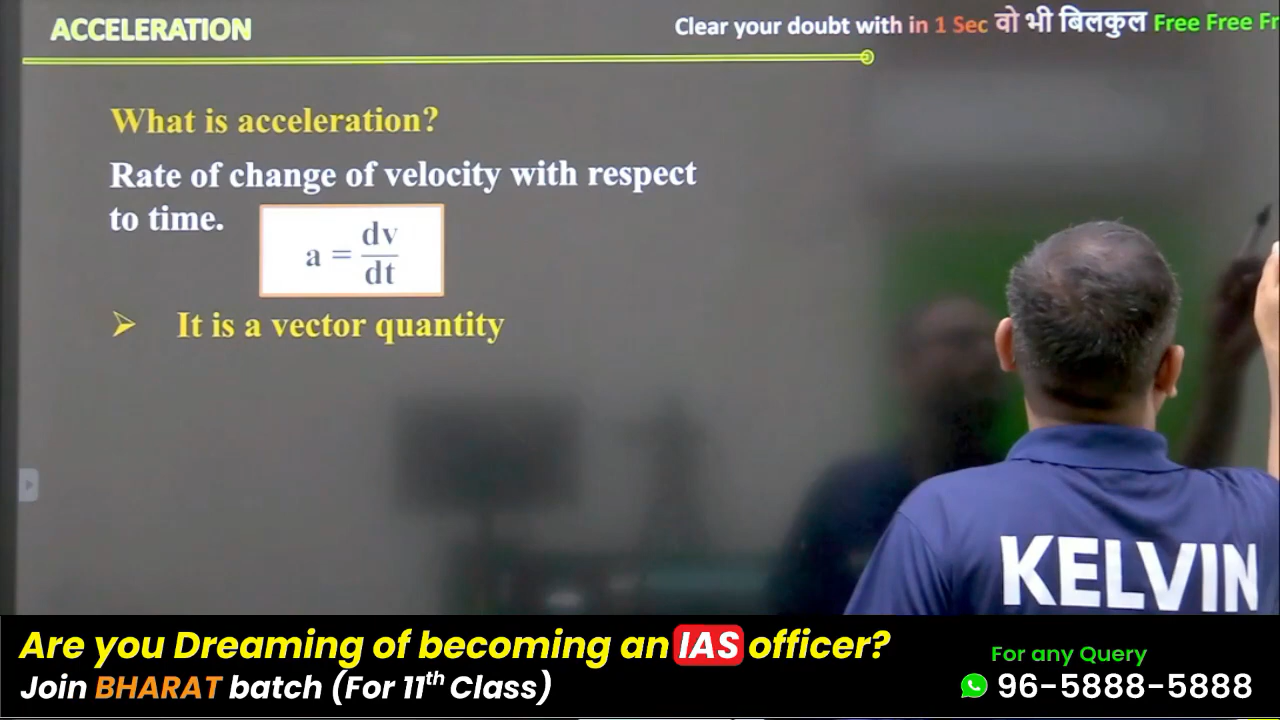 ACCELERATION
Clear your doubt with in 1 Sec वो भी बिलकुल Free Free Fr
What is acceleration?
Rate of change of velocity with respect
to time.
a = dv/dt
➢ It is a vector quantity
KELVIN
Are you Dreaming of becoming an IAS officer?
Join BHARAT batch (For 11th Class)
For any Query
96-5888-5888